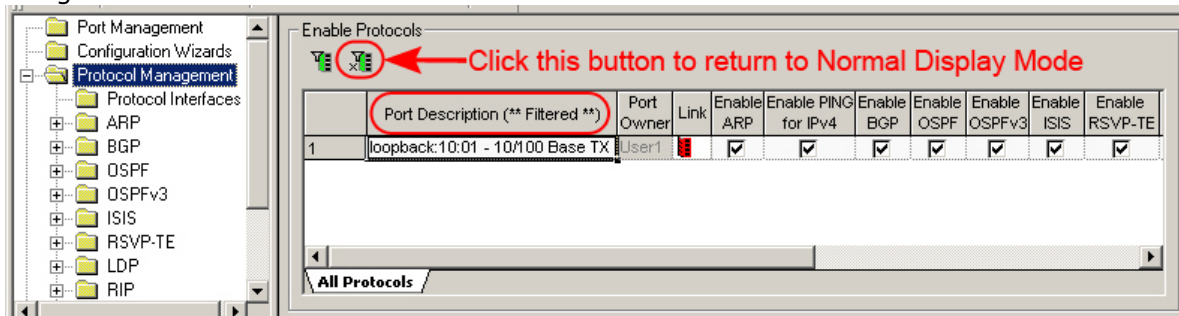 Port Management
Configuration Wizards
Protocol Management
Protocol Interfaces
ARP
BGP
OSPF
OSPFv3
ISIS
RSVP-TE
LDP
RIP
Enable Protocols
Click this button to return to Normal Display Mode
Port Description (** Filtered **) Port Owner Link Enable ARP Enable PING for IPv4 Enable BGP Enable OSPF Enable OSPFv3 Enable ISIS Enable RSVP-TE
1 loopback:10:01 - 10/100 Base TX User1
All Protocols